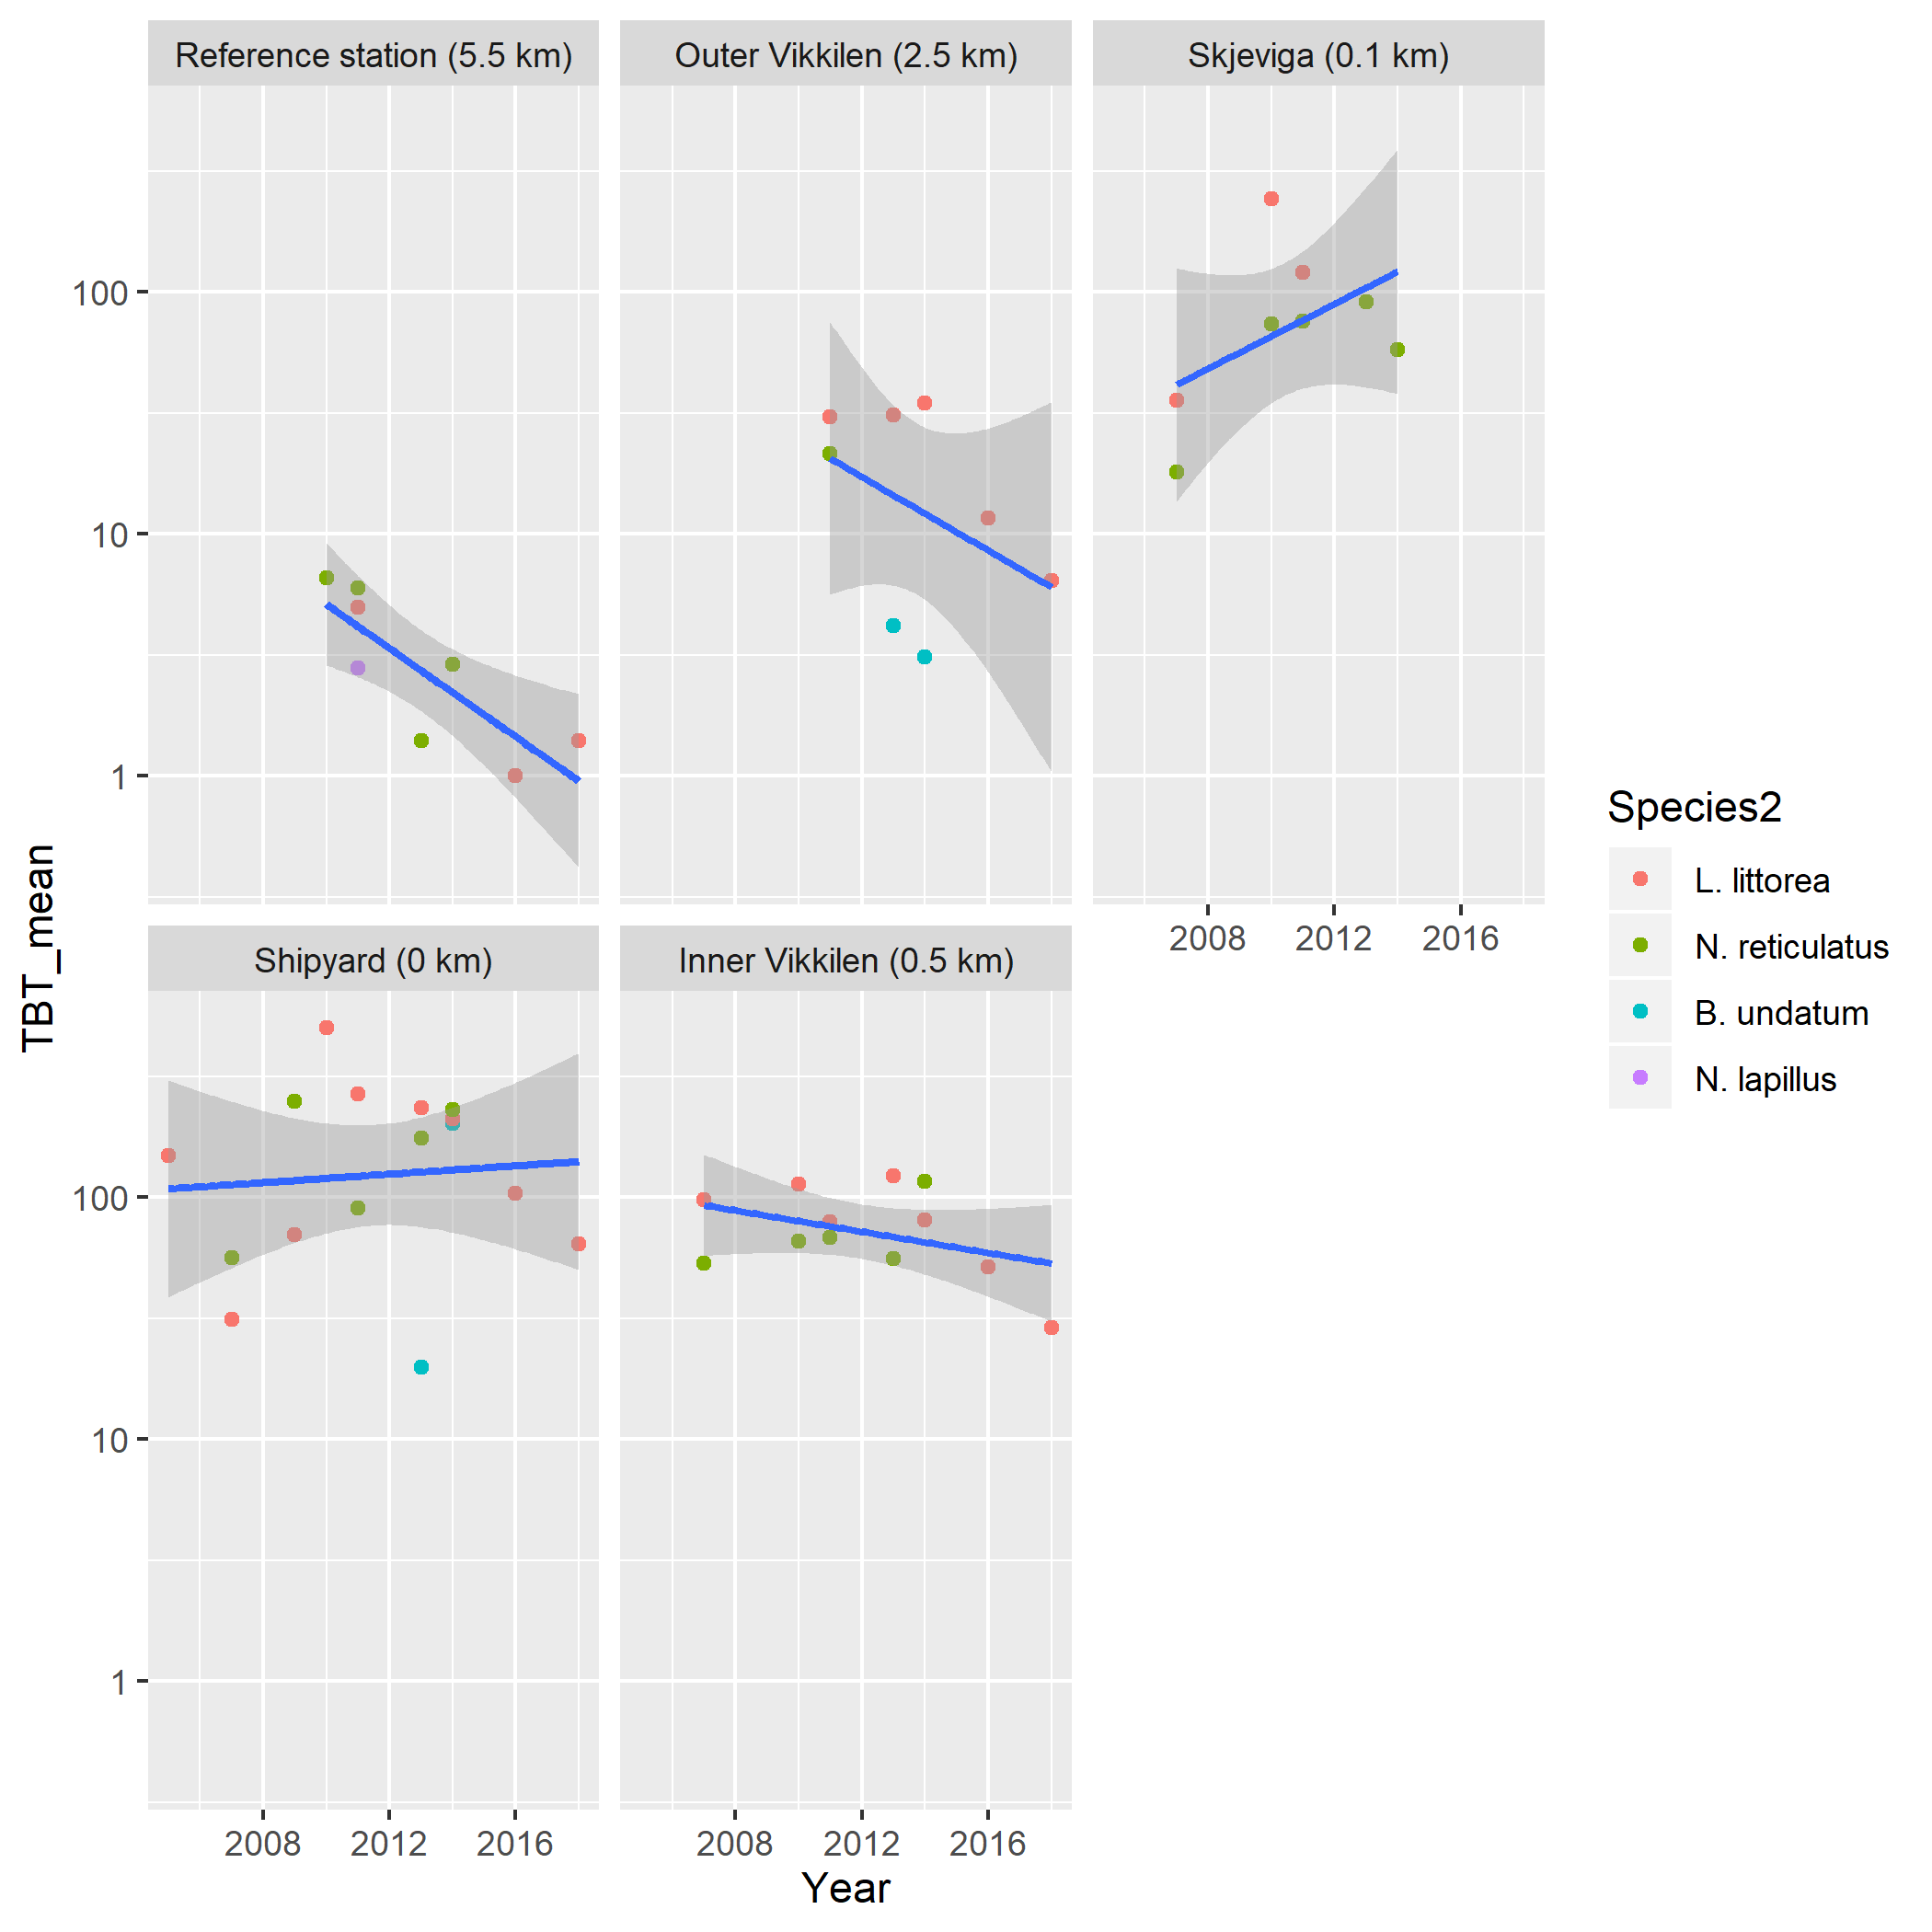 Reference station (5.5 km)
Outer Vikkilen (2.5 km)
Skjeviga (0.1 km)
100
10
1
2008 2012 2016
Shipyard (0 km)
Inner Vikkilen (0.5 km)
100
10
1
2008 2012 2016
2008 2012 2016
Year
TBT_mean
Species2
L. littorea
N. reticulatus
B. undatum
N. lapillus